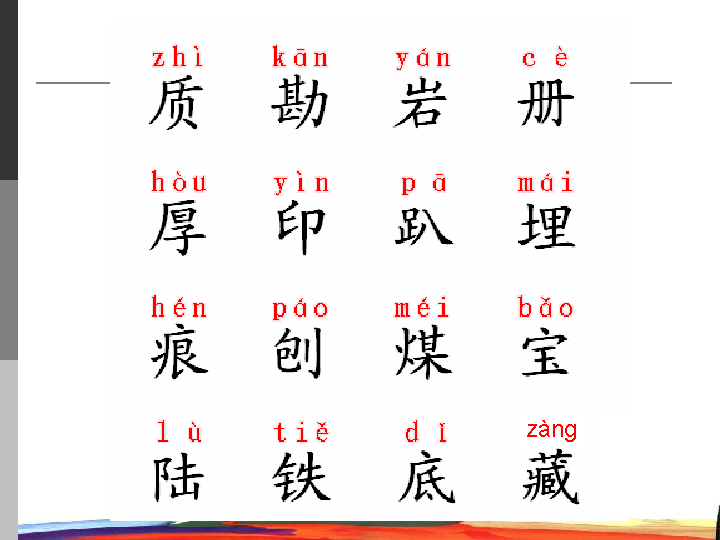 zhì kān yán cè
质 勘 岩 册
hòu yìn pā mái
厚 印 趴 埋
hén páo méi bǎo
痕 刨 煤 宝
lù tiě dǐ zàng
陆 铁 底 藏